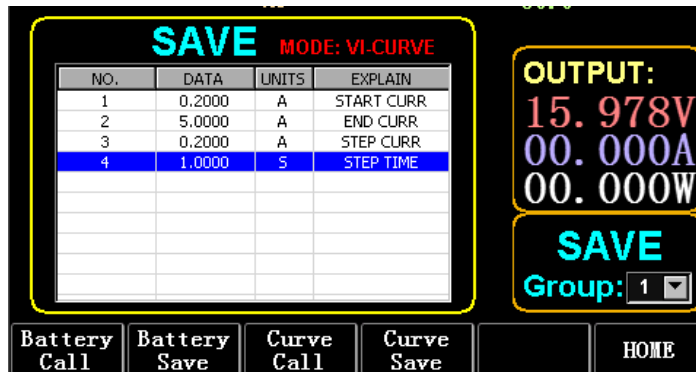 SAVE MODE: VI-CURVE
NO. DATA UNITS EXPLAIN
1 0.2000 A START CURR
2 5.0000 A END CURR
3 0.2000 A STEP CURR
4 1.0000 S STEP TIME
OUTPUT:
15.978V
00.000A
00.000W
SAVE
Group: 1
Battery Call
Battery Save
Curve Call
Curve Save
HOME